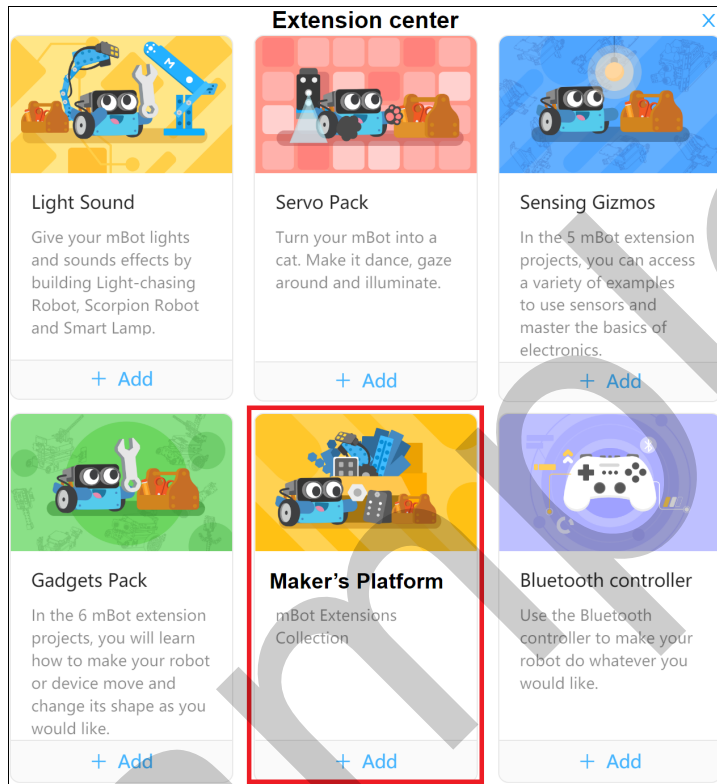 Extension center
X
Light Sound
Give your mBot lights
and sounds effects by
building Light-chasing
Robot, Scorpion Robot
and Smart Lamp.
+ Add
Servo Pack
Turn your mBot into a
cat. Make it dance, gaze
around and illuminate.
+ Add
Sensing Gizmos
In the 5 mBot extension
projects, you can access
a variety of examples
to use sensors and
master the basics of
electronics.
+ Add
Gadgets Pack
In the 6 mBot extension
projects, you will learn
how to make your robot
or device move and
change its shape as you
would like.
+ Add
Maker's Platform
mBot Extensions
Collection
+ Add
Bluetooth controller
Use the Bluetooth
controller to make your
robot do whatever you
would like.
+ Add